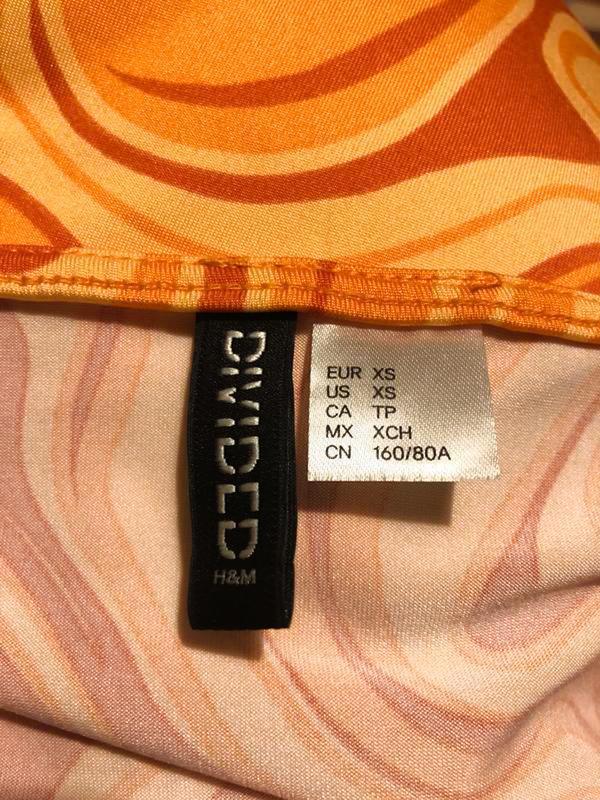 DIVIDED
H&M
EUR XS
US XS
CA TP
MX XCH
CN 160/80A